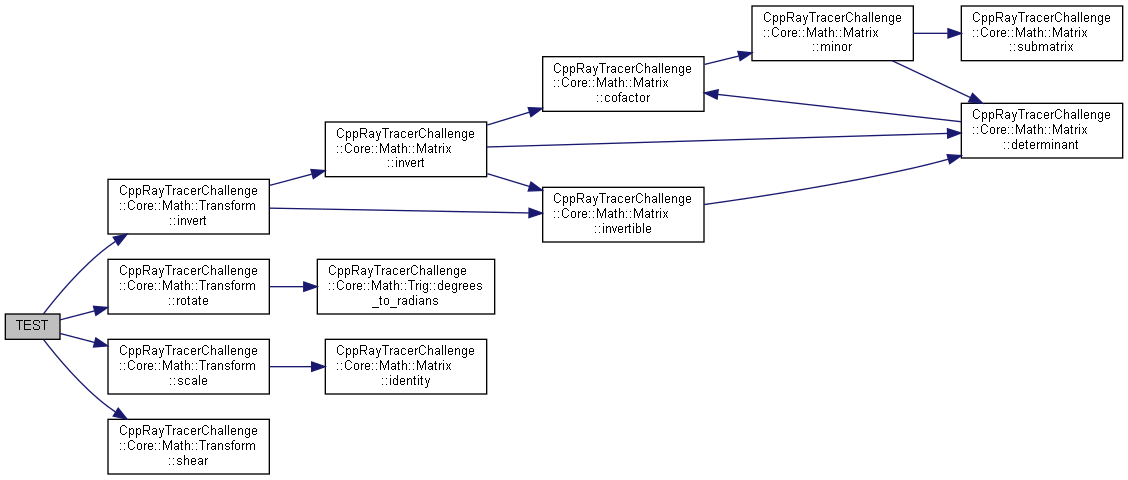 CppRayTracerChallenge
::Core::Math::Matrix
::minor
CppRayTracerChallenge
::Core::Math::Matrix
::submatrix
CppRayTracerChallenge
::Core::Math::Matrix
::cofactor
CppRayTracerChallenge
::Core::Math::Matrix
::determinant
CppRayTracerChallenge
::Core::Math::Matrix
::invert
CppRayTracerChallenge
::Core::Math::Transform
::invert
CppRayTracerChallenge
::Core::Math::Matrix
::invertible
CppRayTracerChallenge
::Core::Math::Transform
::rotate
CppRayTracerChallenge
::Core::Math::Trig::degrees
_to_radians
TEST
CppRayTracerChallenge
::Core::Math::Transform
::scale
CppRayTracerChallenge
::Core::Math::Matrix
::identity
CppRayTracerChallenge
::Core::Math::Transform
::shear